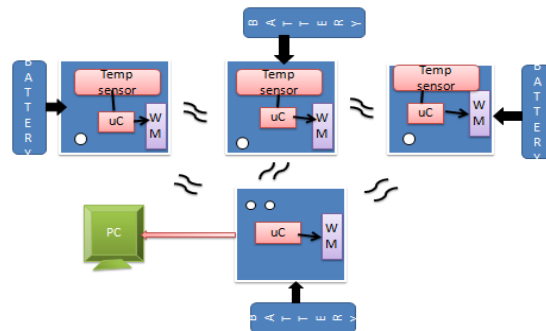 BATTERY
BATTERY
Temp sensor
uC
WM
Temp
sensor
uC
WM
Temp
sensor
uC
WM
BATTERY
PC
uC
WM
BATTERY